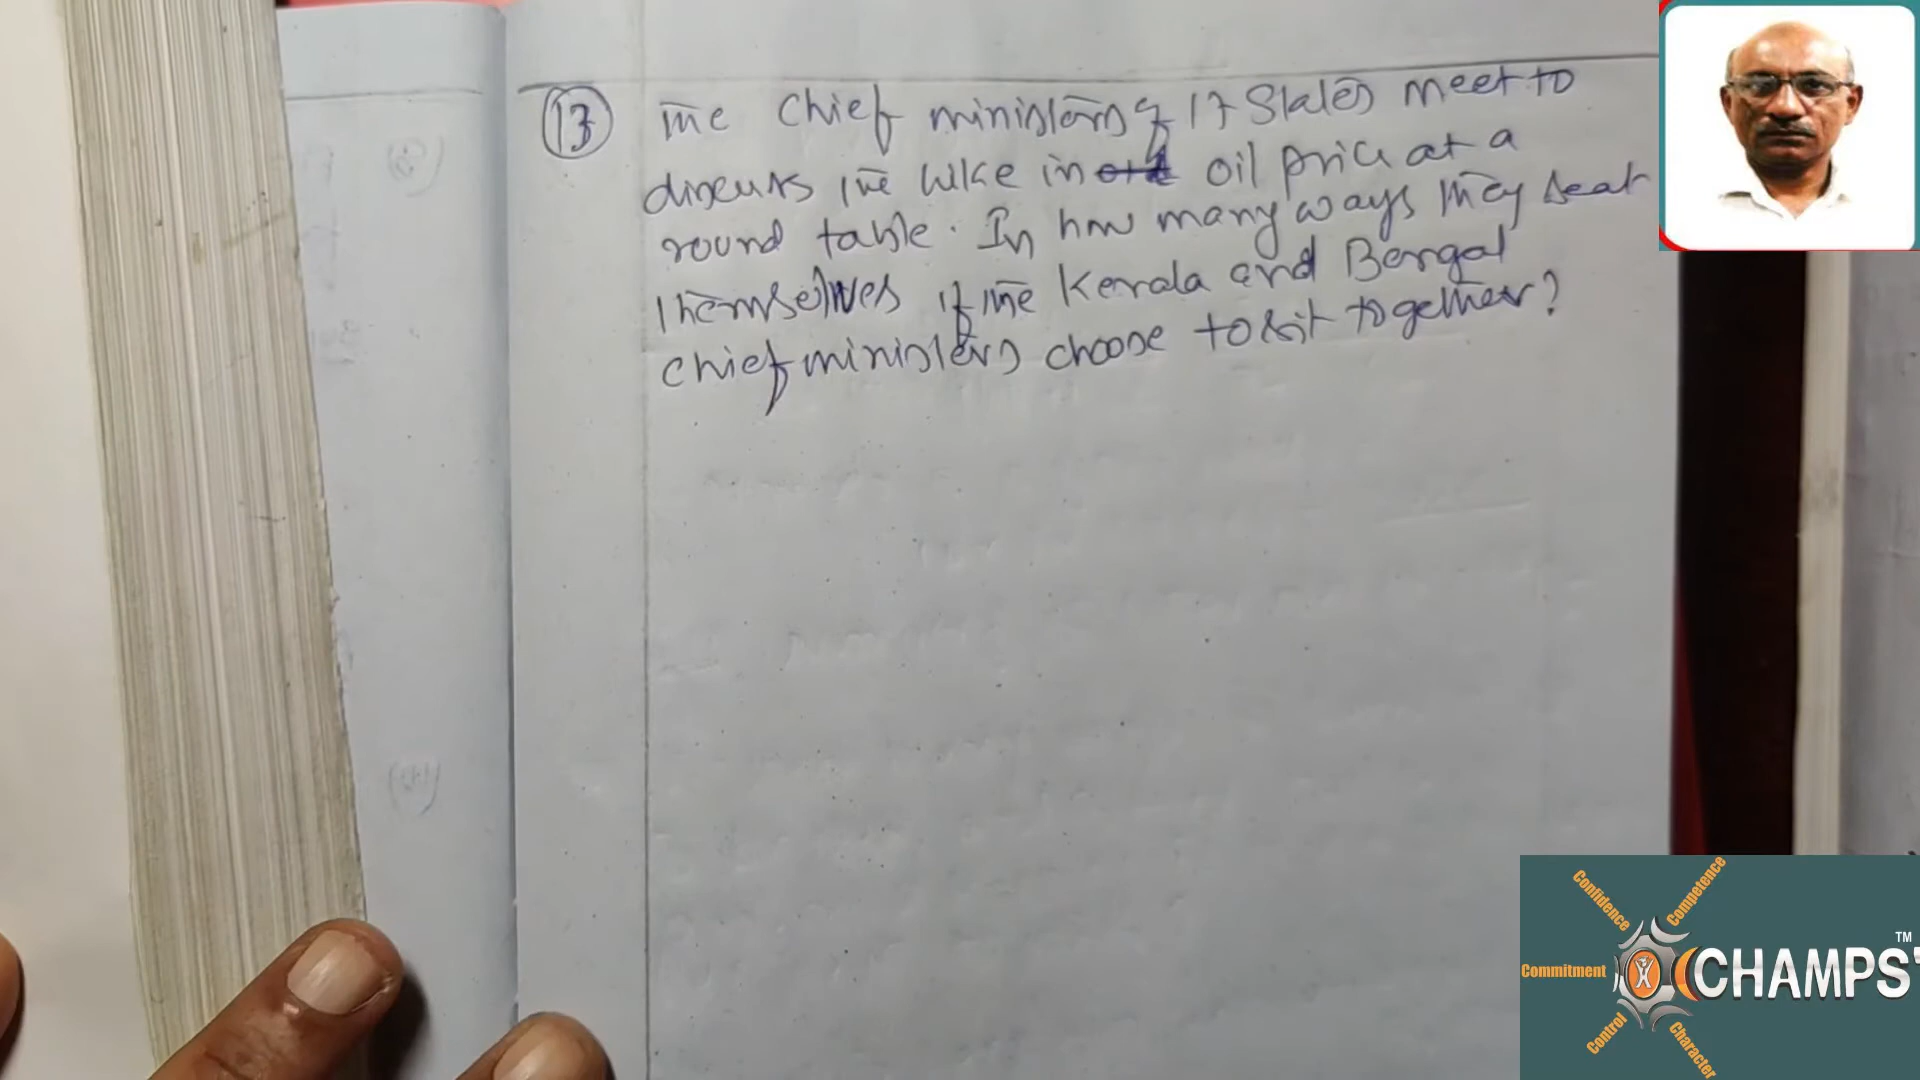 13 The Chief ministers of 17 States meet to
discuss the hike in oil price at a
round table. In how many ways they seat
themselves if the Kerala and Bengal
chief ministers choose to sit together?
Confidence
Competence
Commitment
CHAMPS™
Control
Character